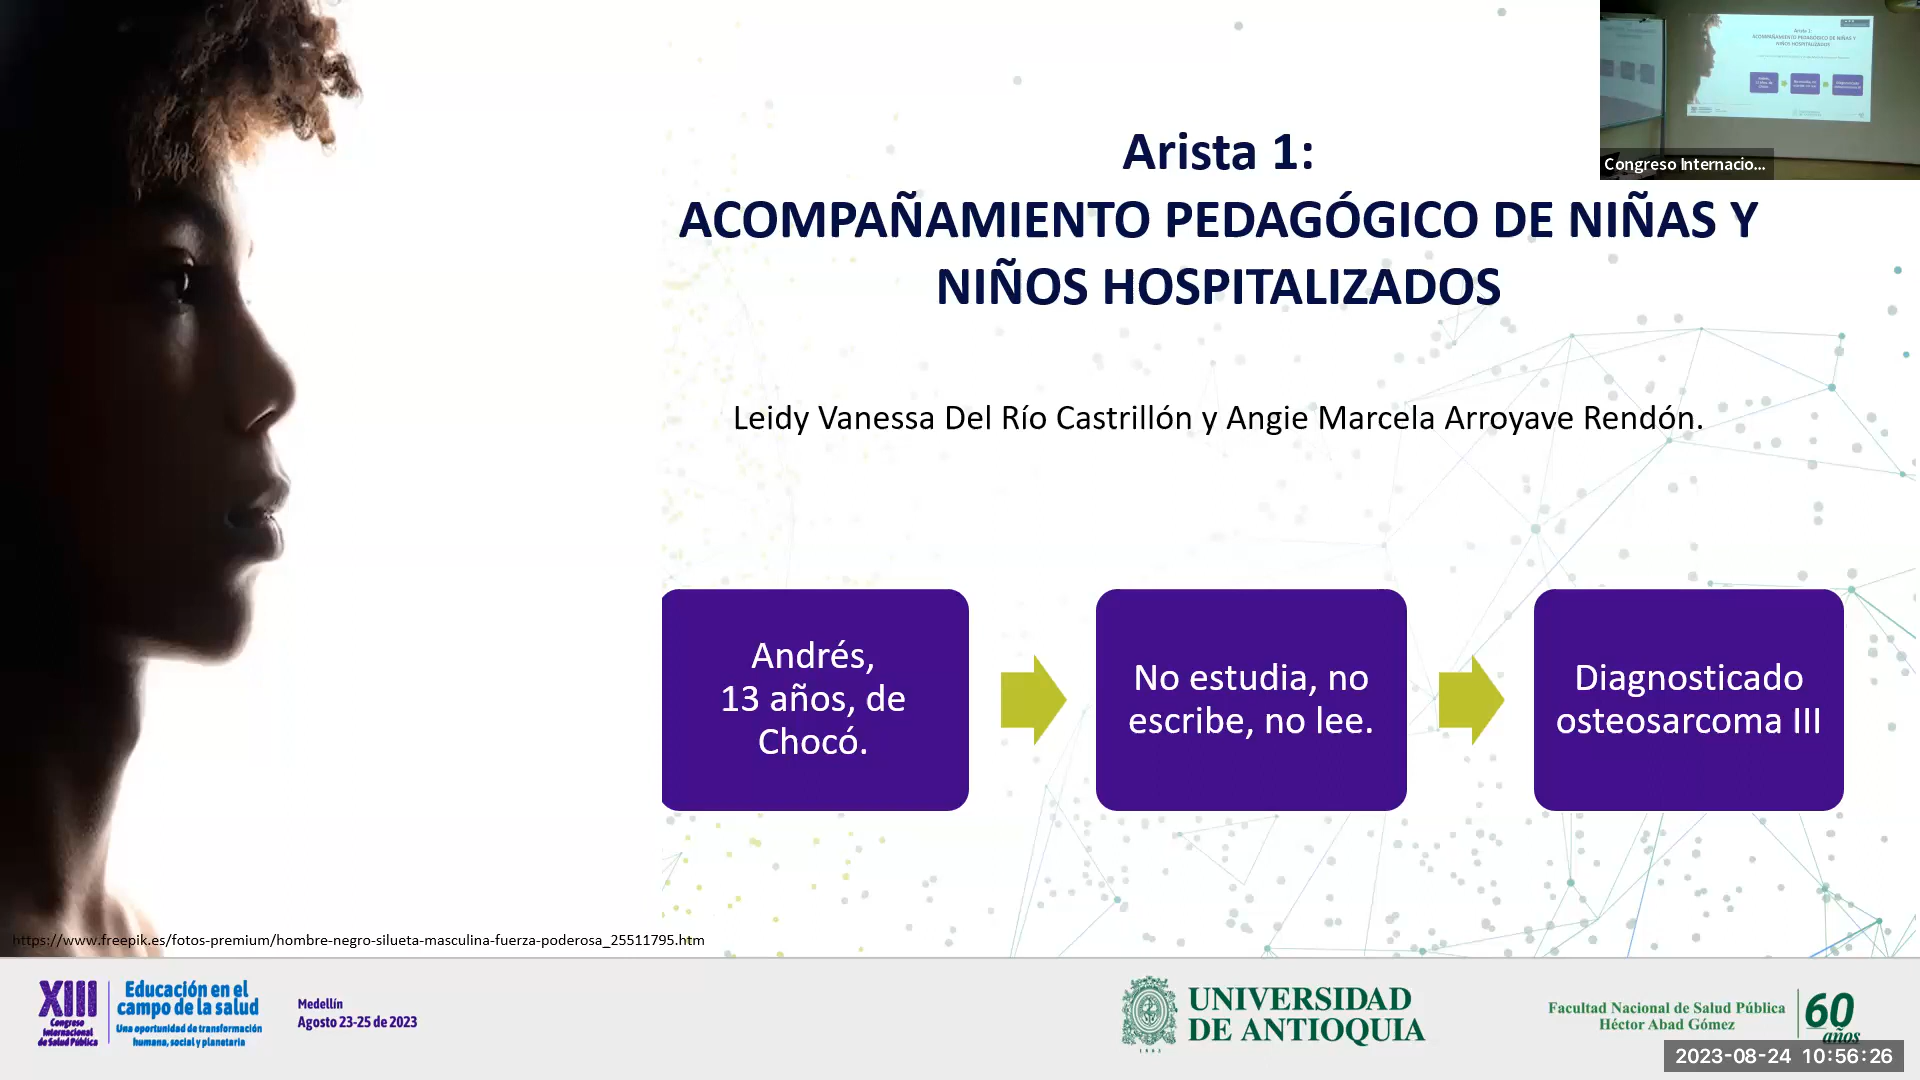 Arista 1:
ACOMPAÑAMIENTO PEDAGÓGICO DE NIÑAS Y
NIÑOS HOSPITALIZADOS
Congreso Internacio...
Leidy Vanessa Del Río Castrillón y Angie Marcela Arroyave Rendón.
Andrés,
13 años, de
Chocó.
No estudia, no
escribe, no lee.
Diagnosticado
osteosarcoma III
https://www.freepik.es/fotos-premium/hombre-negro-silueta-masculina-fuerza-poderosa_25511795.htm
XIII
Congreso
Internacional
de Salud Pública
Educación en el
campo de la salud
Una oportunidad de transformación
humana, social y planetaria
Medellín
Agosto 23-25 de 2023
UNIVERSIDAD
DE ANTIOQUIA
1803
Facultad Nacional de Salud Pública
Héctor Abad Gómez
60
años
2023-08-24 10:56:26